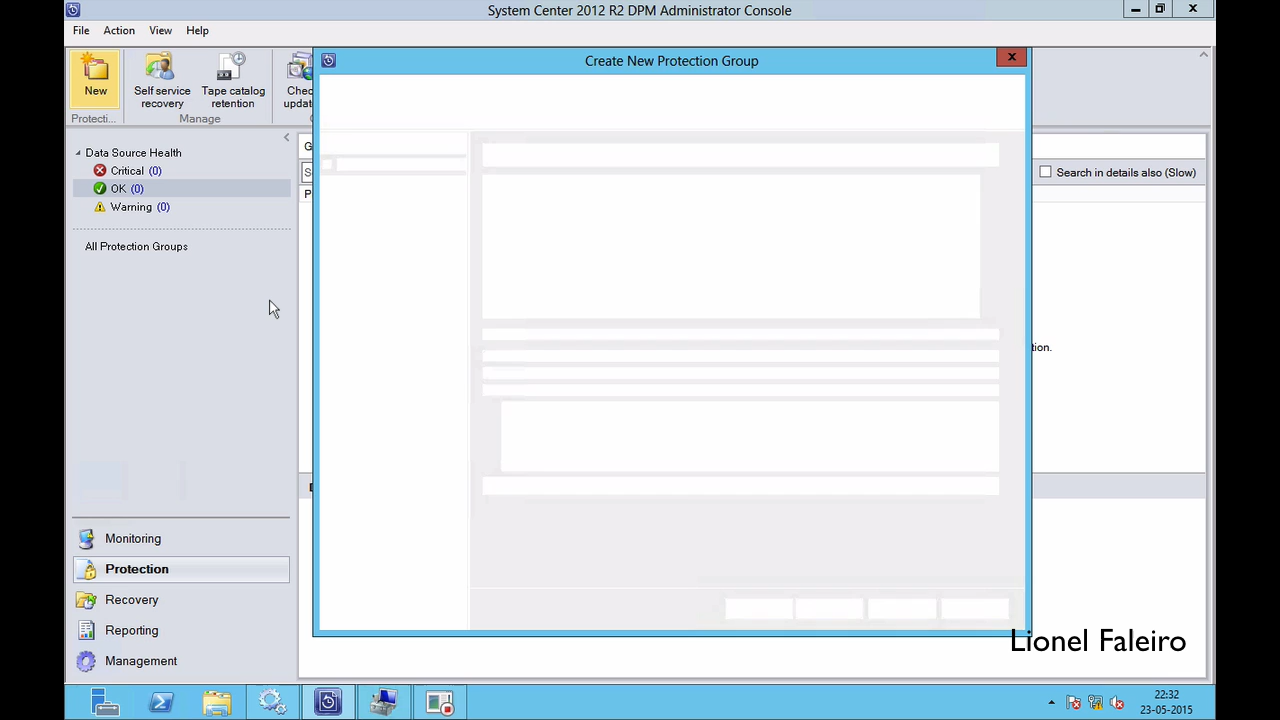 System Center 2012 R2 DPM Administrator Console
File Action View Help
Create New Protection Group
New
Self service recovery
Tape catalog retention
Protecti...
Manage
Data Source Health
Critical (0)
OK (0)
Warning (0)
All Protection Groups
Search in details also (Slow)
tion.
Monitoring
Protection
Recovery
Reporting
Management
Lionel Faleiro
22:32
23-05-2015